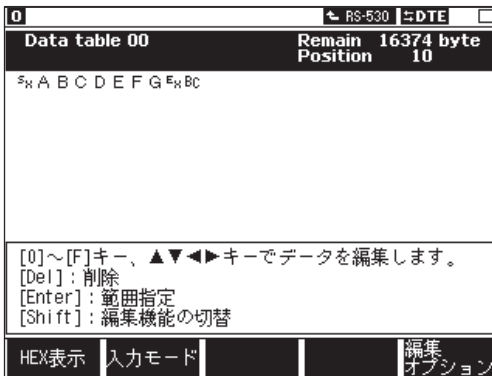 0 RS-530 DTE
Data table 00 Remain 16374 byte
Position 10
SX A B C D E F G EX BC
[0]～[F]キー、▲▼◀▶キーでデータを編集します。
[Del]：削除
[Enter]：範囲指定
[Shift]：編集機能の切替
HEX表示 入力モード 編集
オプション